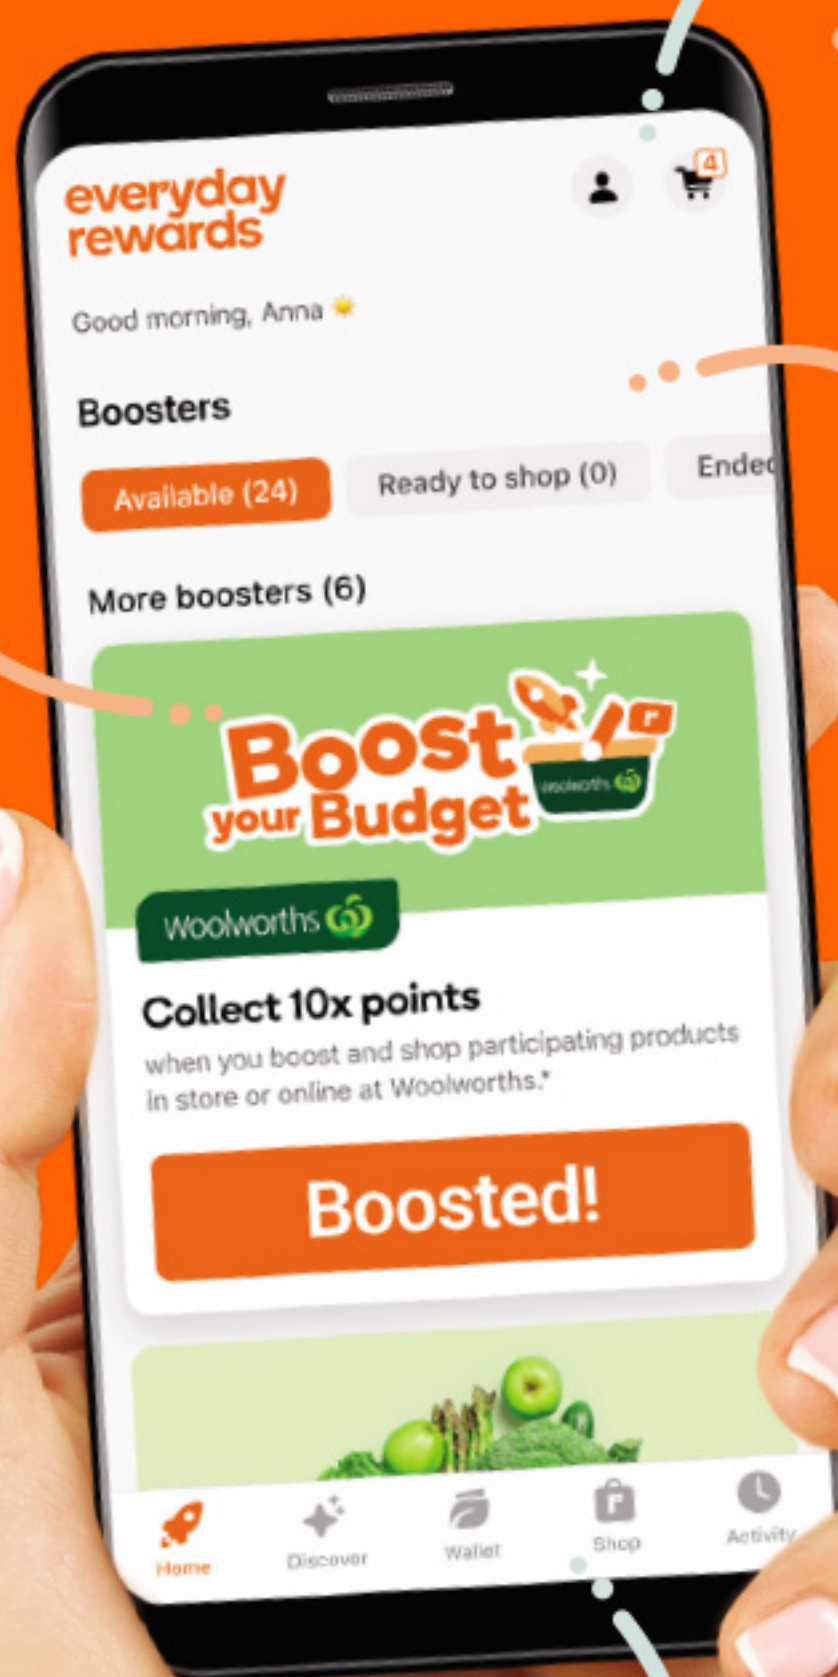 everyday
rewards
4
Good morning, Anna
Boosters
Available (24)
Ready to shop (0)
Ended
More boosters (6)
Boost
your Budget
woolworths
Woolworths
Collect 10x points
when you boost and shop participating products
in store or online at Woolworths.*
Boosted!
Home
Discover
Wallet
Shop
Activity